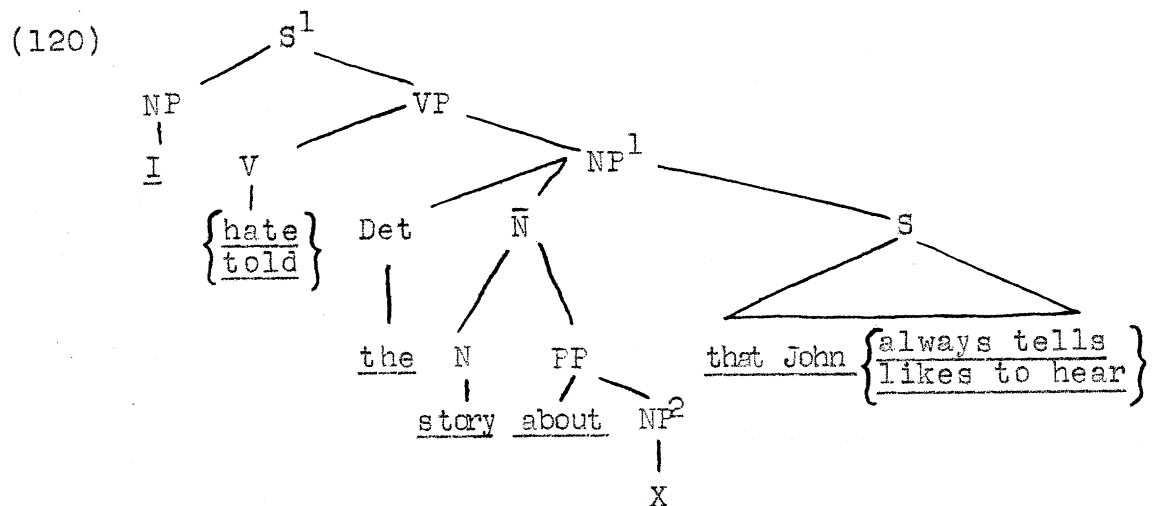 (120) S1
NP VP
I V NP1
{hate Det N̄ S
told}
the N PP that John {always tells
likes to hear}
story about NP2
X